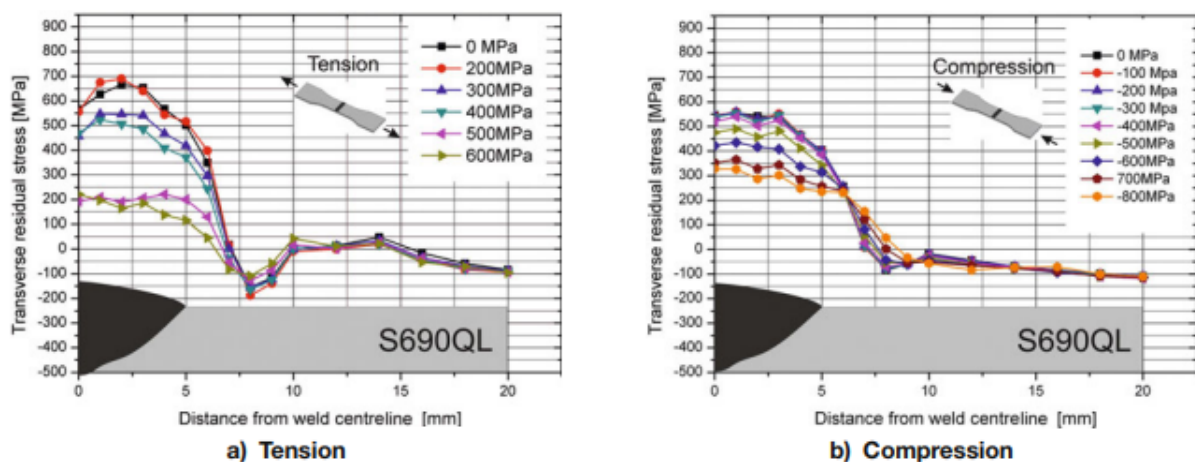 900
800
700
600
500
400
300
200
100
0
-100
-200
-300
-400
-500
Transverse residual stress [MPa]
Tension
0 MPa
200MPa
300MPa
400MPa
500MPa
600MPa
S690QL
0 5 10 15 20
Distance from weld centreline [mm]
a) Tension
900
800
700
600
500
400
300
200
100
0
-100
-200
-300
-400
-500
Transverse residual stress [MPa]
Compression
0 MPa
-100 Mpa
-200 Mpa
-300 Mpa
-400MPa
-500MPa
-600MPa
700MPa
-800MPa
S690QL
0 5 10 15 20
Distance from weld centreline [mm]
b) Compression